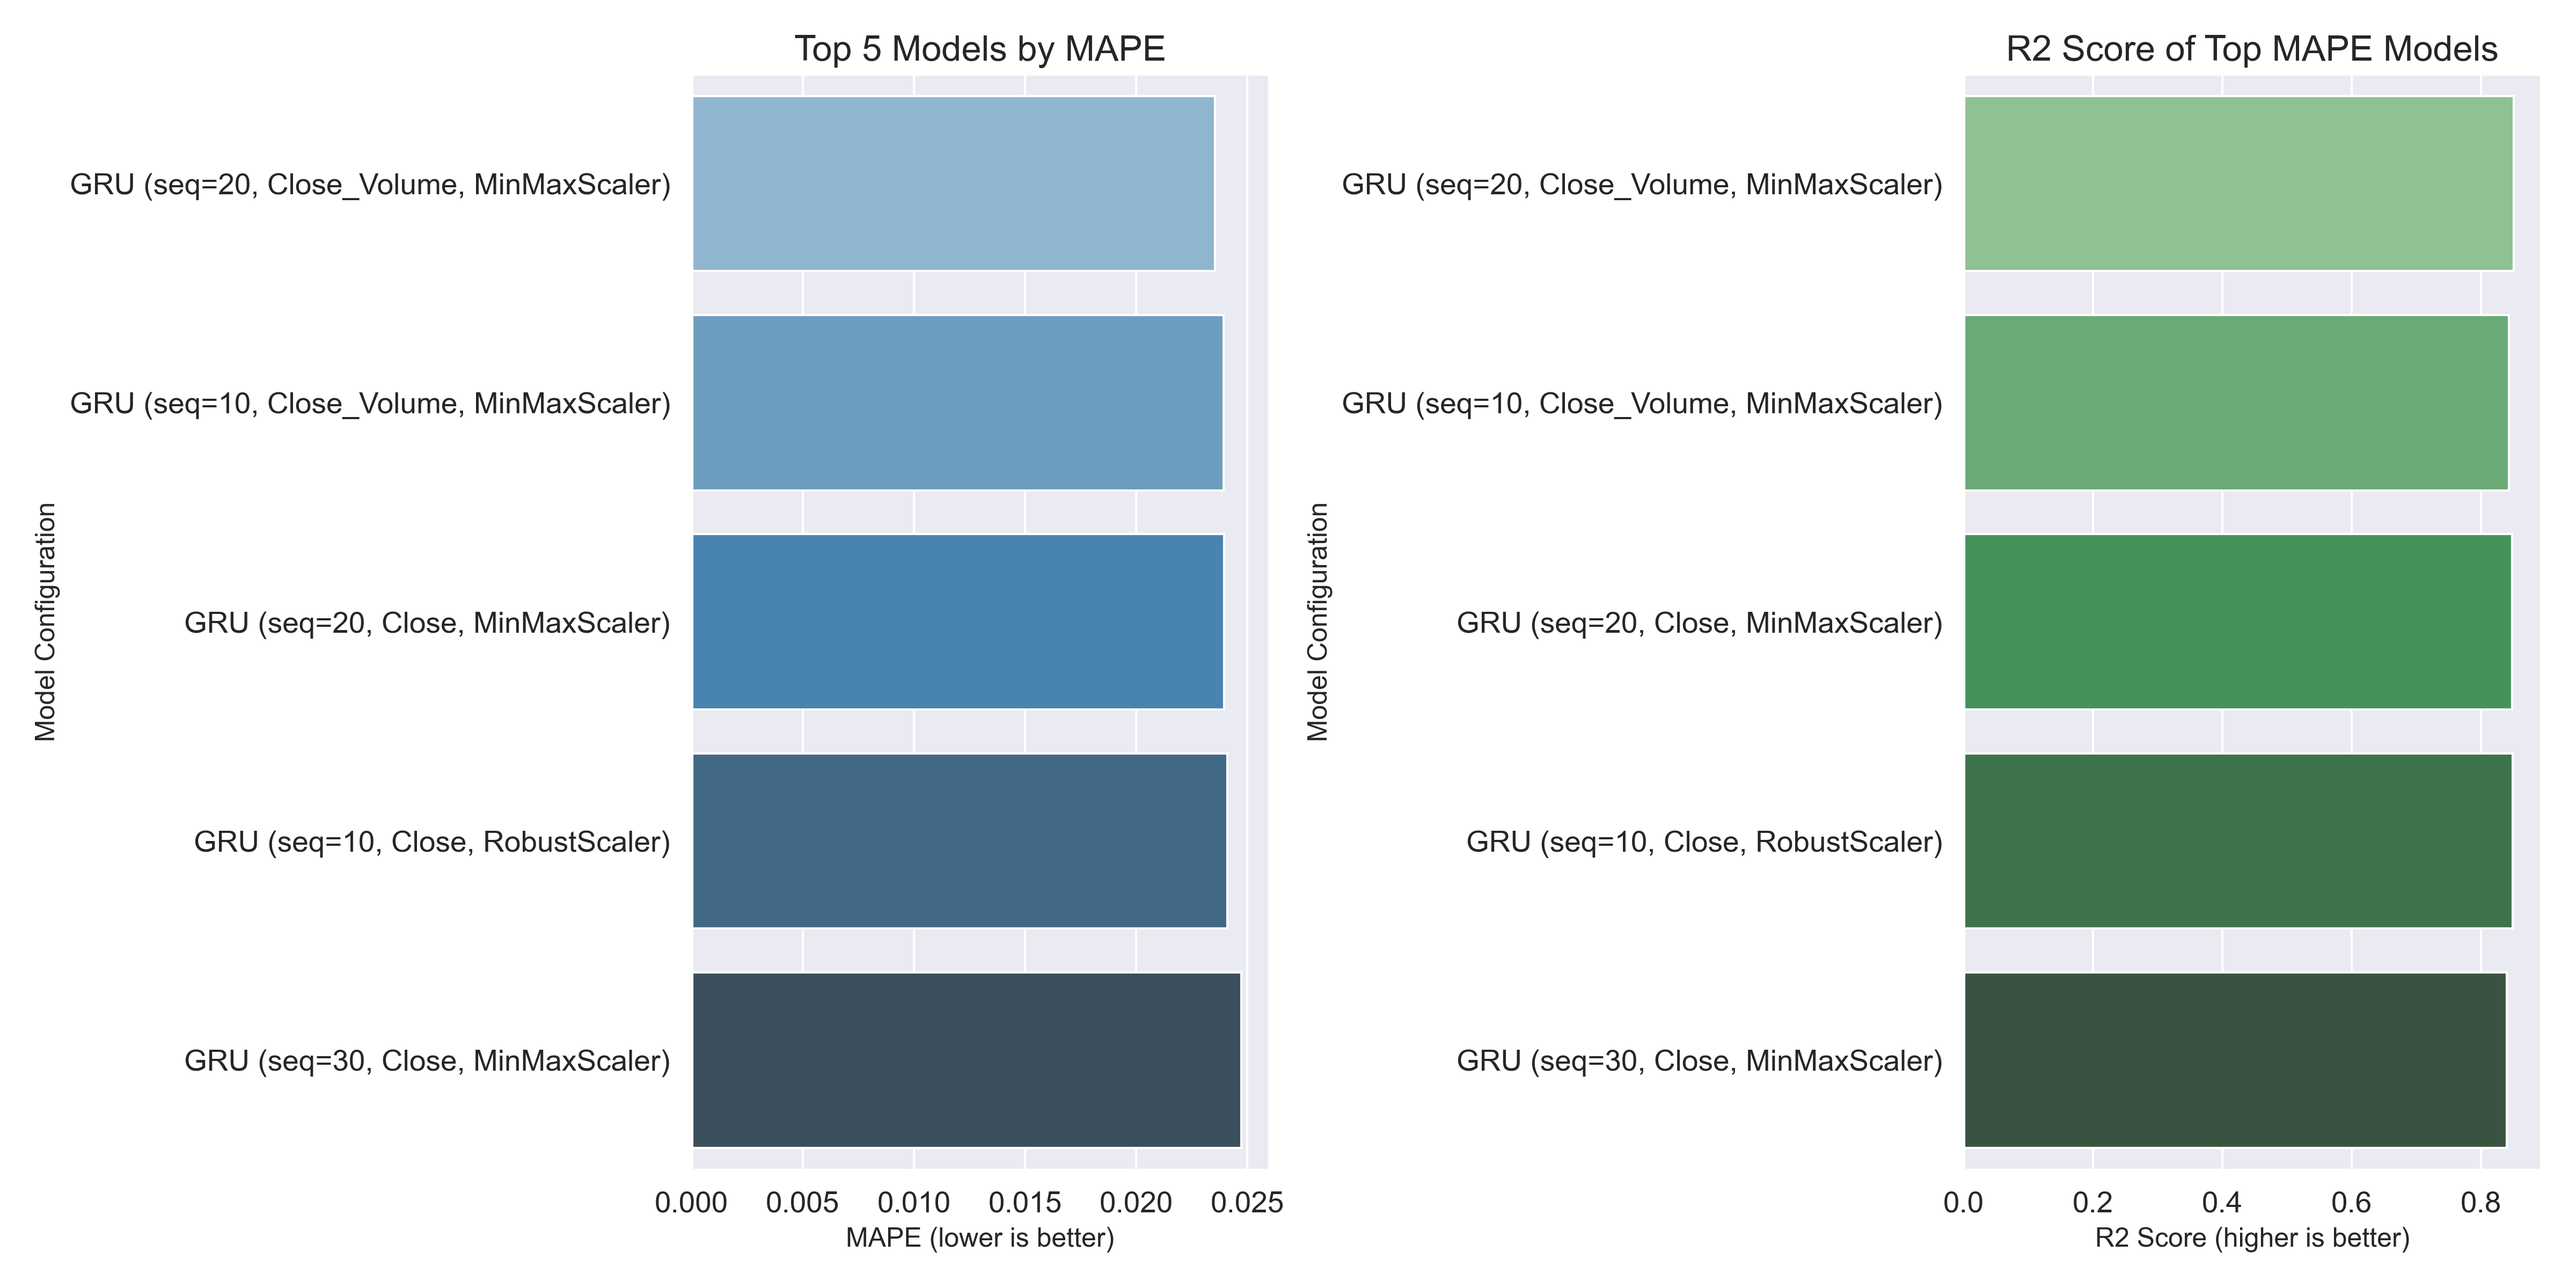 Top 5 Models by MAPE
Model Configuration
GRU (seq=20, Close_Volume, MinMaxScaler)
GRU (seq=10, Close_Volume, MinMaxScaler)
GRU (seq=20, Close, MinMaxScaler)
GRU (seq=10, Close, RobustScaler)
GRU (seq=30, Close, MinMaxScaler)
0.000 0.005 0.010 0.015 0.020 0.025
MAPE (lower is better)
R2 Score of Top MAPE Models
Model Configuration
GRU (seq=20, Close_Volume, MinMaxScaler)
GRU (seq=10, Close_Volume, MinMaxScaler)
GRU (seq=20, Close, MinMaxScaler)
GRU (seq=10, Close, RobustScaler)
GRU (seq=30, Close, MinMaxScaler)
0.0 0.2 0.4 0.6 0.8
R2 Score (higher is better)